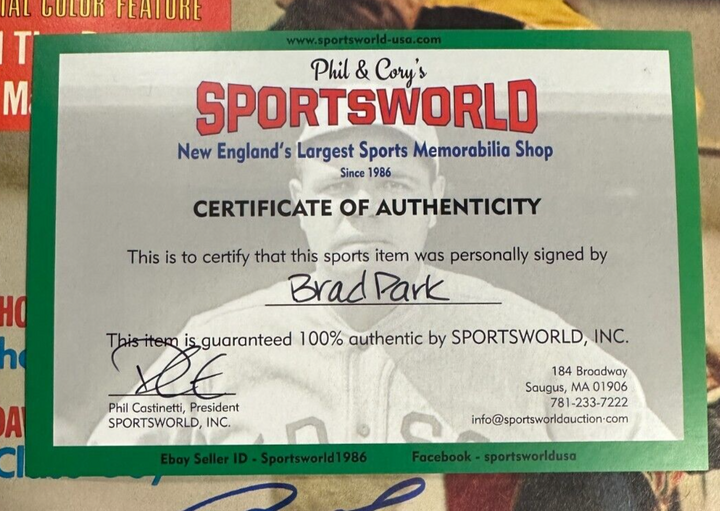 IAL COLOR FEATURE
www.sportsworld-usa.com
Phil & Cory's
SPORTSWORLD
New England's Largest Sports Memorabilia Shop
Since 1986
CERTIFICATE OF AUTHENTICITY
This is to certify that this sports item was personally signed by
Brad Park
This item is guaranteed 100% authentic by SPORTSWORLD, INC.
Phil Castinetti, President
SPORTSWORLD, INC.
184 Broadway
Saugus, MA 01906
781-233-7222
info@sportsworldauction.com
Ebay Seller ID - Sportsworld1986
Facebook - sportsworldusa